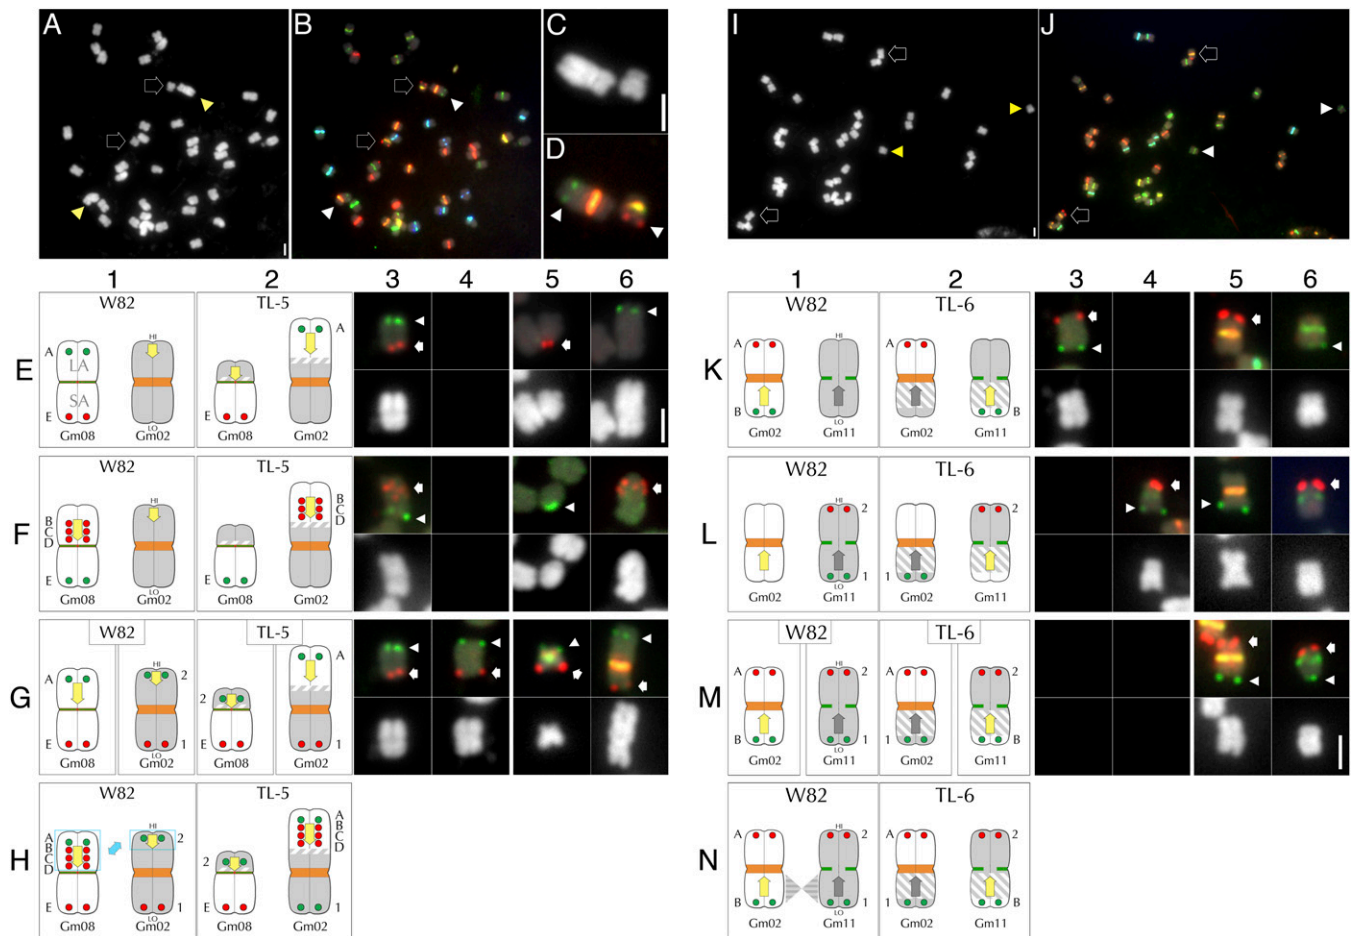 A B C I J
D
1 2 3 4 5 6 1 2 3 4 5 6
W82 TL-5 W82 TL-6
E
A LA SA E Gm08
HI LO Gm02
E Gm08
A Gm02
K
A B Gm02
HI LO Gm11
Gm02
B Gm11
W82 TL-5 W82 TL-6
F
B C D E Gm08
HI LO Gm02
E Gm08
B C D Gm02
L
Gm02
HI 2 1 LO Gm11
1 Gm02
2 Gm11
W82 TL-5 W82 TL-6
G
A E Gm08
HI 2 1 LO Gm02
2 E Gm08
A 1 Gm02
M
A B Gm02
HI 2 1 LO Gm11
A 1 Gm02
2 B Gm11
W82 TL-5 W82 TL-6
H
A B C D E Gm08
HI 2 1 LO Gm02
2 E Gm08
A B C D 1 Gm02
N
A B Gm02
HI 2 1 LO Gm11
A 1 Gm02
2 B Gm11